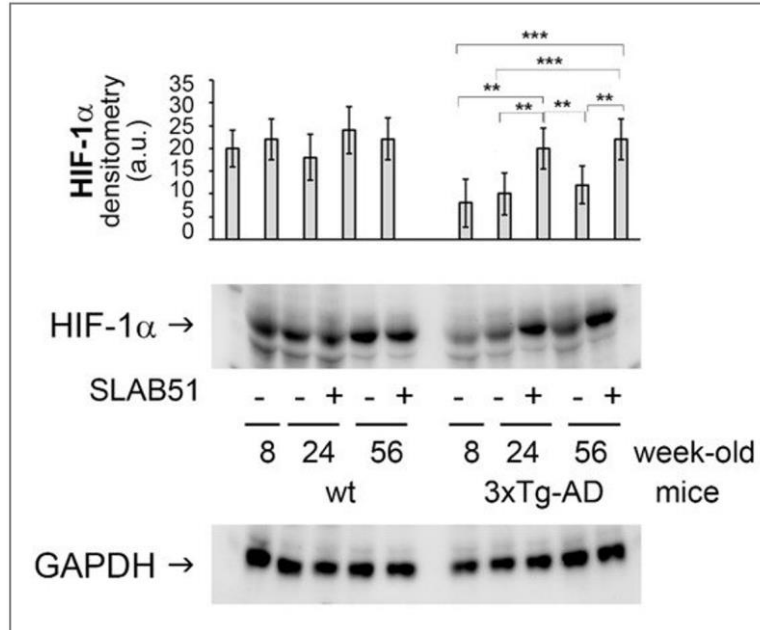 ***
***
**
** ** **
HIF-1α
densitometry
(a.u.)
35
30
25
20
15
10
5
0
HIF-1α →
SLAB51 - - + - + - - + - +
8 24 56 8 24 56 week-old
wt 3xTg-AD mice
GAPDH →